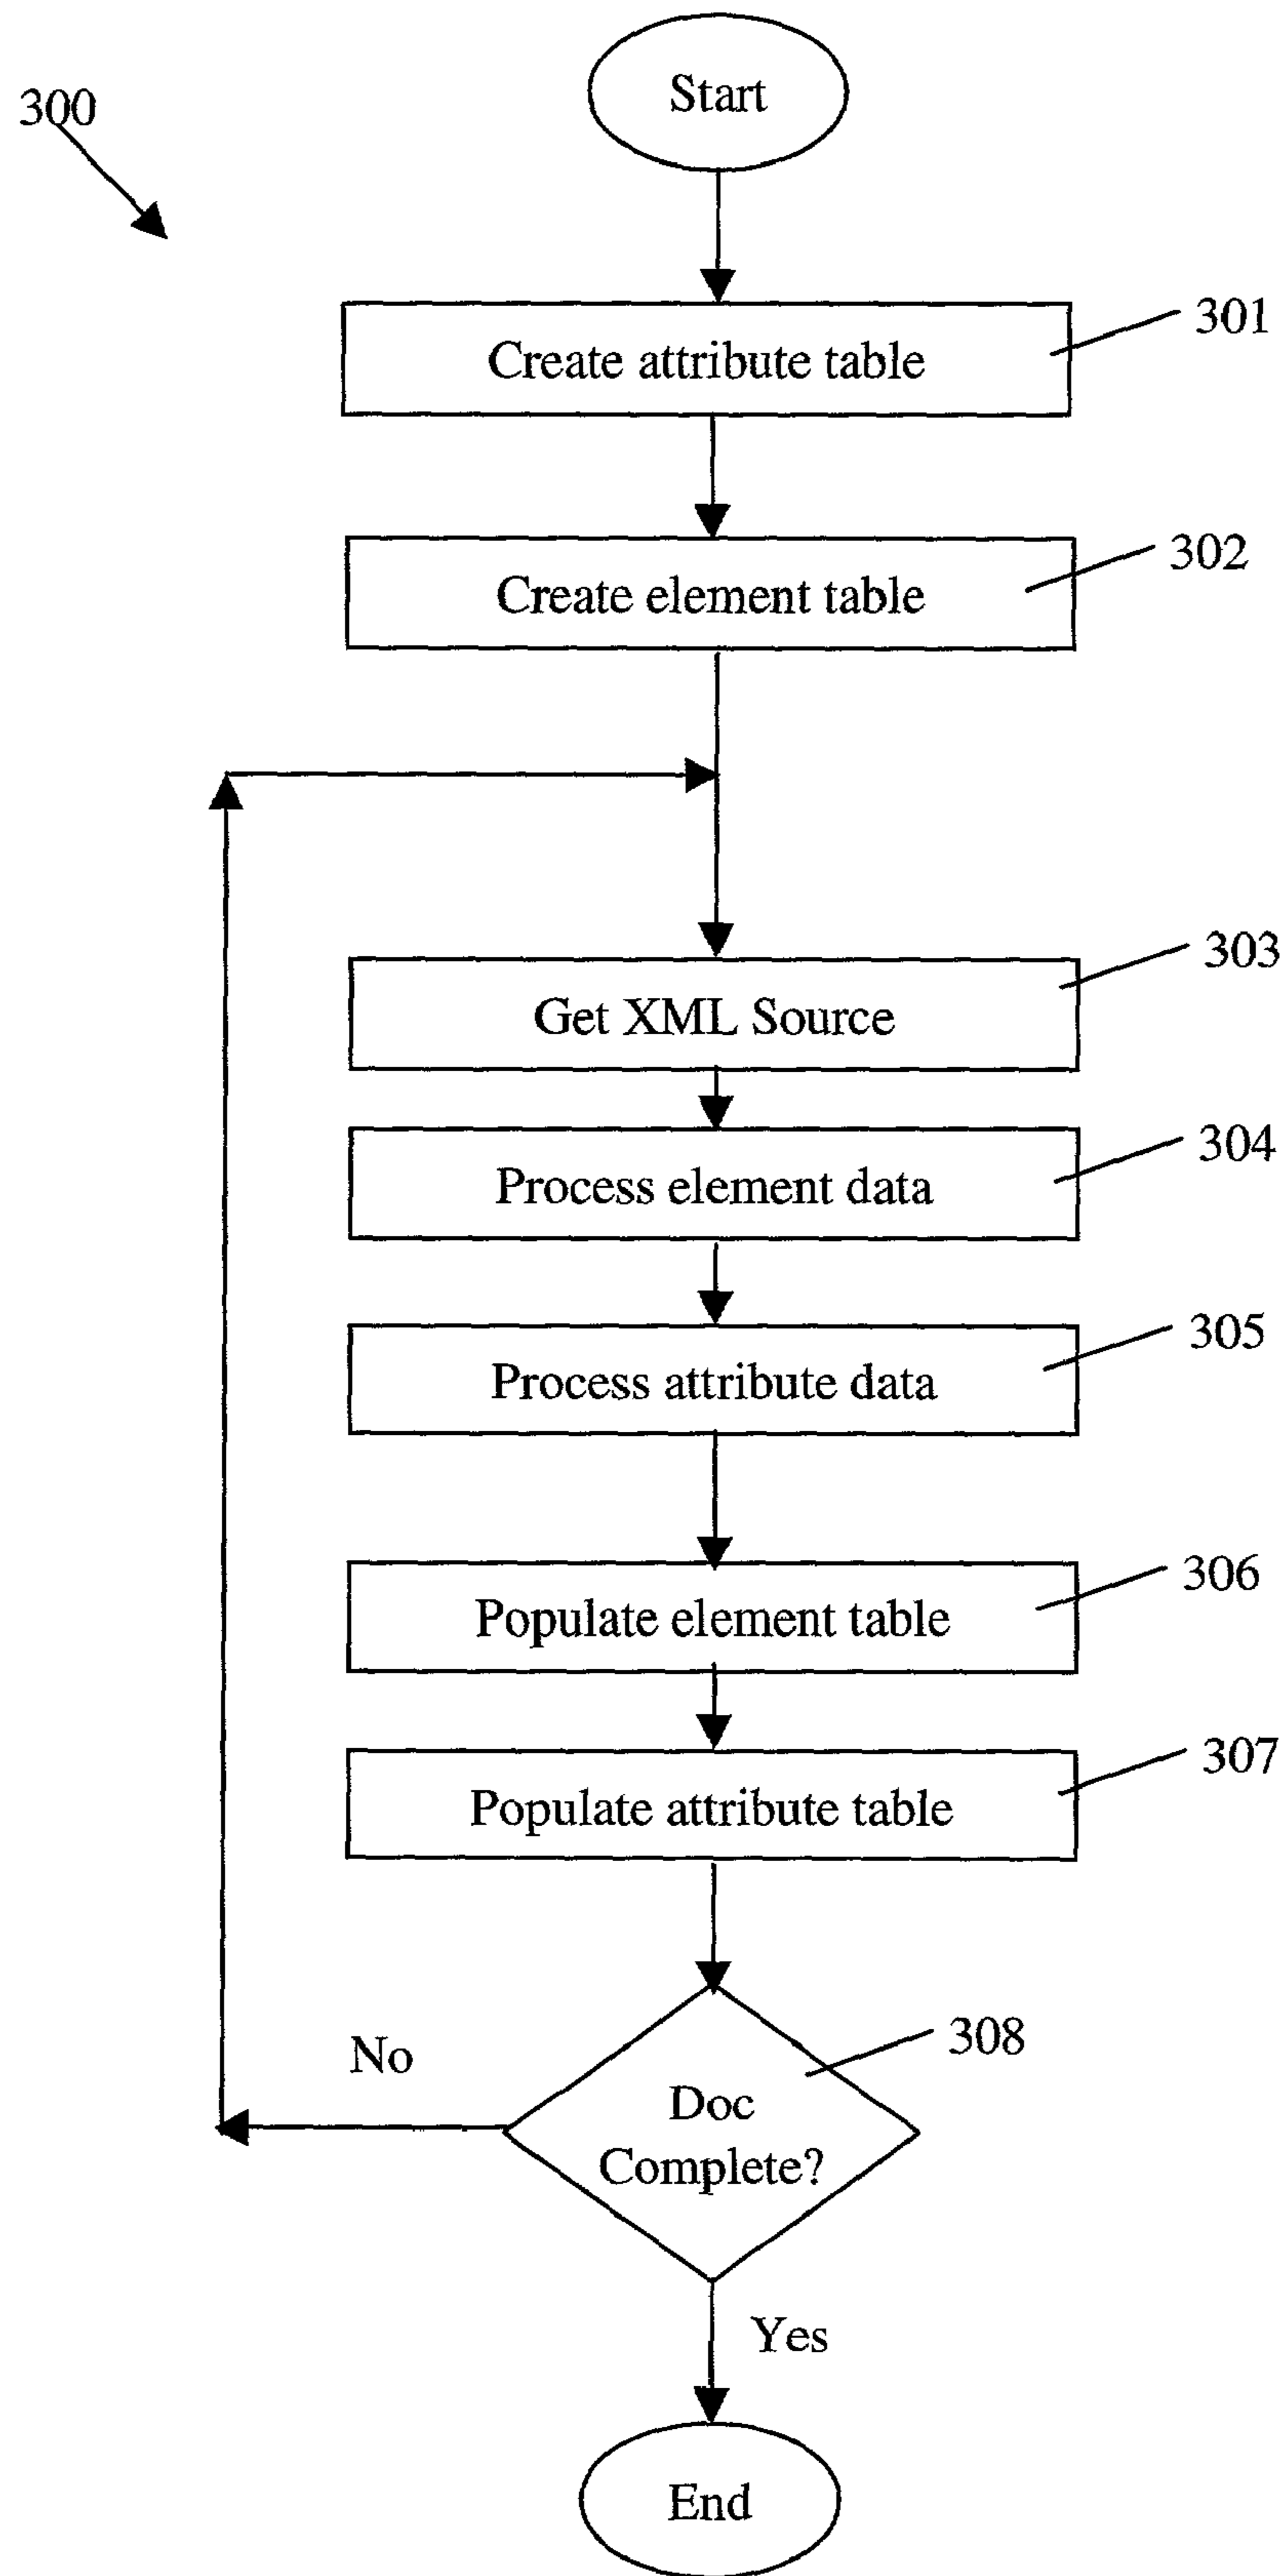 Start
300
301
Create attribute table
302
Create element table
303
Get XML Source
304
Process element data
305
Process attribute data
306
Populate element table
307
Populate attribute table
308
No
Doc
Complete?
Yes
End